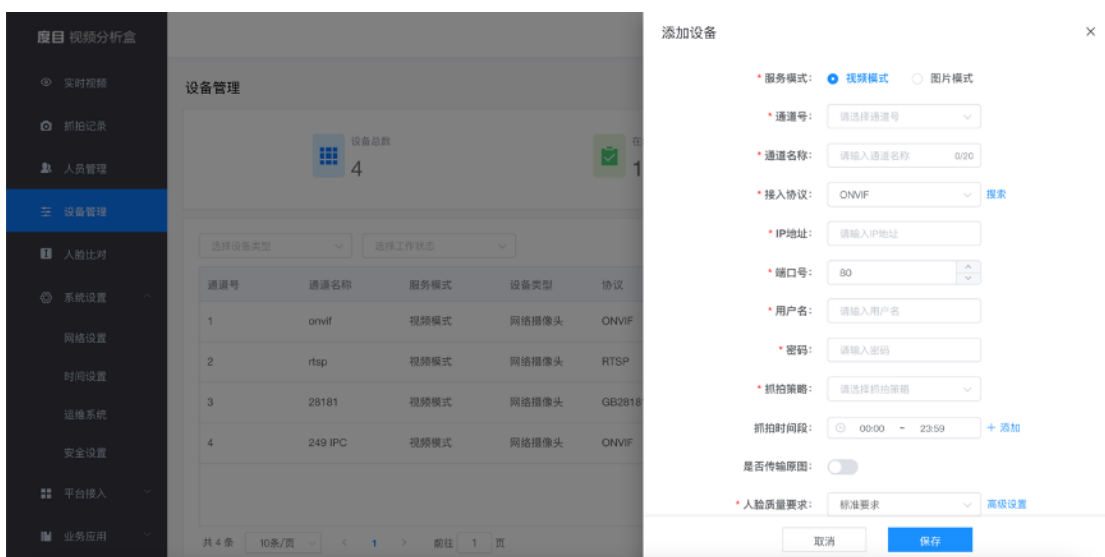 度目 视频分析盒
实时视频
抓拍记录
人员管理
设备管理
人脸比对
系统设置
网络设置
时间设置
运维系统
安全设置
平台接入
业务应用
设备管理
设备总数
4
在
1
选择设备类型 选择工作状态
通道号 通道名称 服务模式 设备类型 协议
1 onvif 视频模式 网络摄像头 ONVIF
2 rtsp 视频模式 网络摄像头 RTSP
3 28181 视频模式 网络摄像头 GB2818
4 249 IPC 视频模式 网络摄像头 ONVIF
共 4 条 10条/页 < 1 > 前往 1 页
添加设备 ×
* 服务模式: 视频模式 图片模式
* 通道号: 请选择通道号
* 通道名称: 请输入通道名称 0/20
* 接入协议: ONVIF 搜索
* IP地址: 请输入IP地址
* 端口号: 80
* 用户名: 请输入用户名
* 密码: 请输入密码
* 抓拍策略: 请选择抓拍策略
抓拍时间段: 00:00 - 23:59 + 添加
是否传输原图:
* 人脸质量要求: 标准要求 高级设置
取消 保存